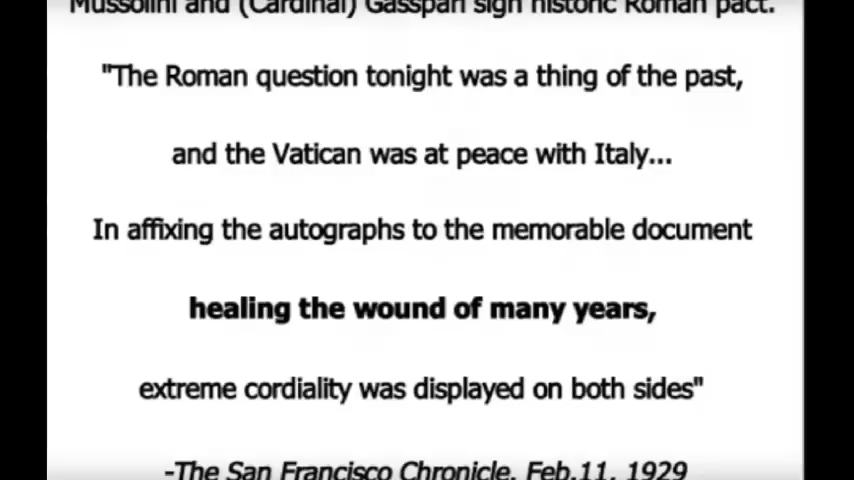 Mussolini and (Cardinal) Gasspari sign historic Roman pact.
"The Roman question tonight was a thing of the past,
and the Vatican was at peace with Italy...
In affixing the autographs to the memorable document
healing the wound of many years,
extreme cordiality was displayed on both sides"
-The San Francisco Chronicle, Feb.11, 1929